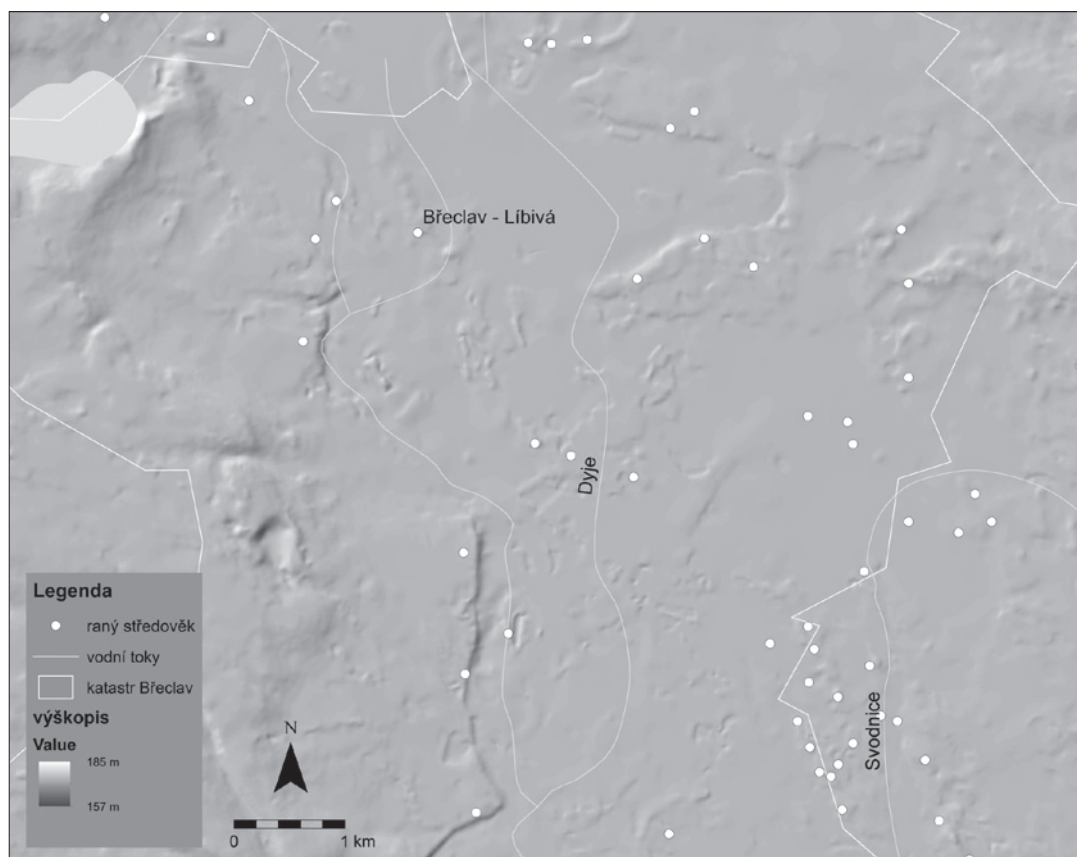 Břeclav - Líbivá
Dyje
Svodnice
Legenda
raný středověk
vodní toky
katastr Břeclav
výškopis
Value
185 m
157 m
N
0 1 km